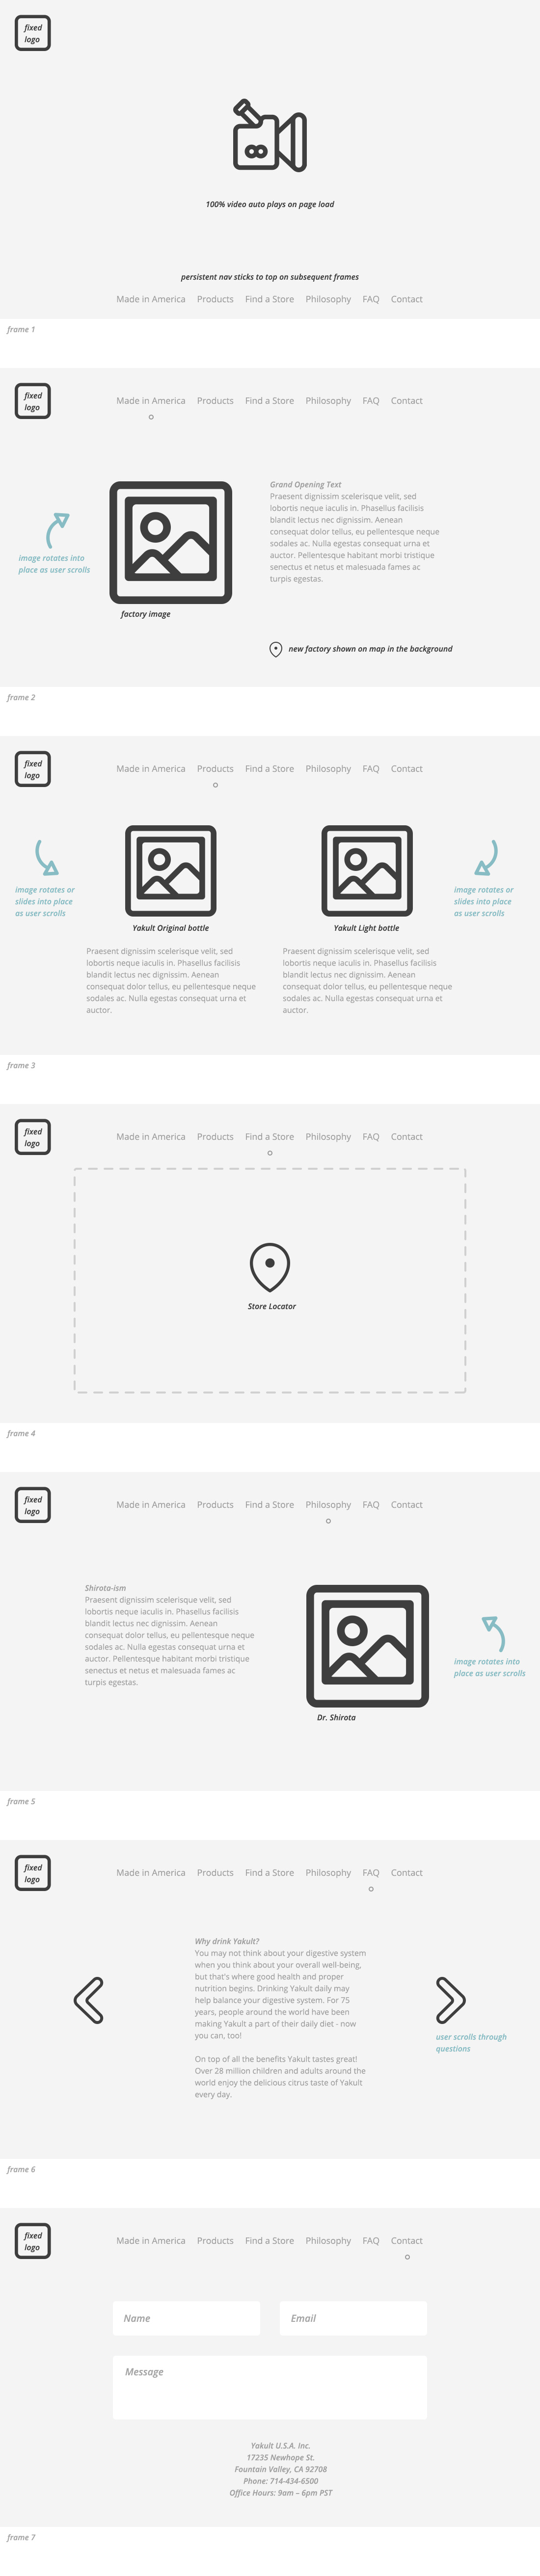 fixed
logo
100% video auto plays on page load
persistent nav sticks to top on subsequent frames
Made in America Products Find a Store Philosophy FAQ Contact
frame 1
fixed
logo
Made in America Products Find a Store Philosophy FAQ Contact
image rotates into
place as user scrolls
factory image
Grand Opening Text
Praesent dignissim scelerisque velit, sed
lobortis neque iaculis in. Phasellus facilisis
blandit lectus nec dignissim. Aenean
consequat dolor tellus, eu pellentesque neque
sodales ac. Nulla egestas consequat urna et
auctor. Pellentesque habitant morbi tristique
senectus et netus et malesuada fames ac
turpis egestas.
new factory shown on map in the background
frame 2
fixed
logo
Made in America Products Find a Store Philosophy FAQ Contact
image rotates or
slides into place
as user scrolls
Yakult Original bottle
Praesent dignissim scelerisque velit, sed
lobortis neque iaculis in. Phasellus facilisis
blandit lectus nec dignissim. Aenean
consequat dolor tellus, eu pellentesque neque
sodales ac. Nulla egestas consequat urna et
auctor.
Yakult Light bottle
Praesent dignissim scelerisque velit, sed
lobortis neque iaculis in. Phasellus facilisis
blandit lectus nec dignissim. Aenean
consequat dolor tellus, eu pellentesque neque
sodales ac. Nulla egestas consequat urna et
auctor.
image rotates or
slides into place
as user scrolls
frame 3
fixed
logo
Made in America Products Find a Store Philosophy FAQ Contact
Store Locator
frame 4
fixed
logo
Made in America Products Find a Store Philosophy FAQ Contact
Shirota-ism
Praesent dignissim scelerisque velit, sed
lobortis neque iaculis in. Phasellus facilisis
blandit lectus nec dignissim. Aenean
consequat dolor tellus, eu pellentesque neque
sodales ac. Nulla egestas consequat urna et
auctor. Pellentesque habitant morbi tristique
senectus et netus et malesuada fames ac
turpis egestas.
Dr. Shirota
image rotates into
place as user scrolls
frame 5
fixed
logo
Made in America Products Find a Store Philosophy FAQ Contact
Why drink Yakult?
You may not think about your digestive system
when you think about your overall well-being,
but that's where good health and proper
nutrition begins. Drinking Yakult daily may
help balance your digestive system. For 75
years, people around the world have been
making Yakult a part of their daily diet - now
you can, too!
On top of all the benefits Yakult tastes great!
Over 28 million children and adults around the
world enjoy the delicious citrus taste of Yakult
every day.
user scrolls through
questions
frame 6
fixed
logo
Made in America Products Find a Store Philosophy FAQ Contact
Name
Email
Message
Yakult U.S.A. Inc.
17235 Newhope St.
Fountain Valley, CA 92708
Phone: 714-434-6500
Office Hours: 9am – 6pm PST
frame 7